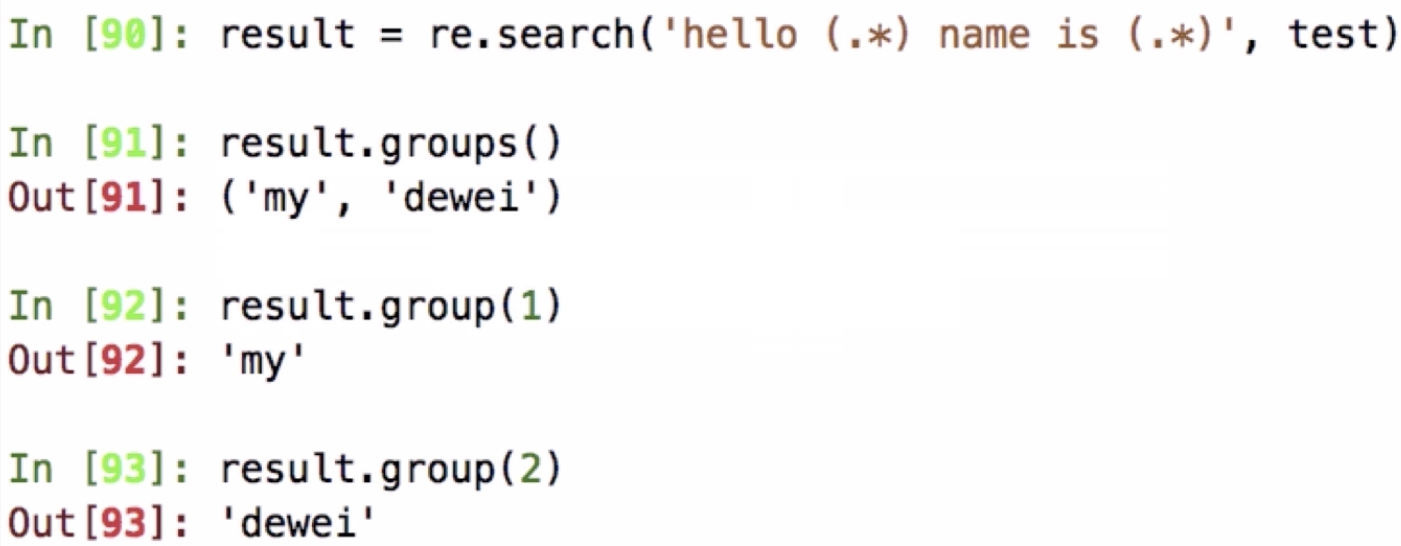 In [90]: result = re.search('hello (.*) name is (.*)', test)
In [91]: result.groups()
Out[91]: ('my', 'dewei')
In [92]: result.group(1)
Out[92]: 'my'
In [93]: result.group(2)
Out[93]: 'dewei'